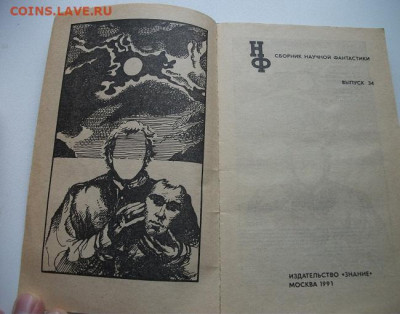 COINS.LAVE.RU
НФ
СБОРНИК НАУЧНОЙ ФАНТАСТИКИ
ВЫПУСК 34
ИЗДАТЕЛЬСТВО «ЗНАНИЕ»
МОСКВА 1991